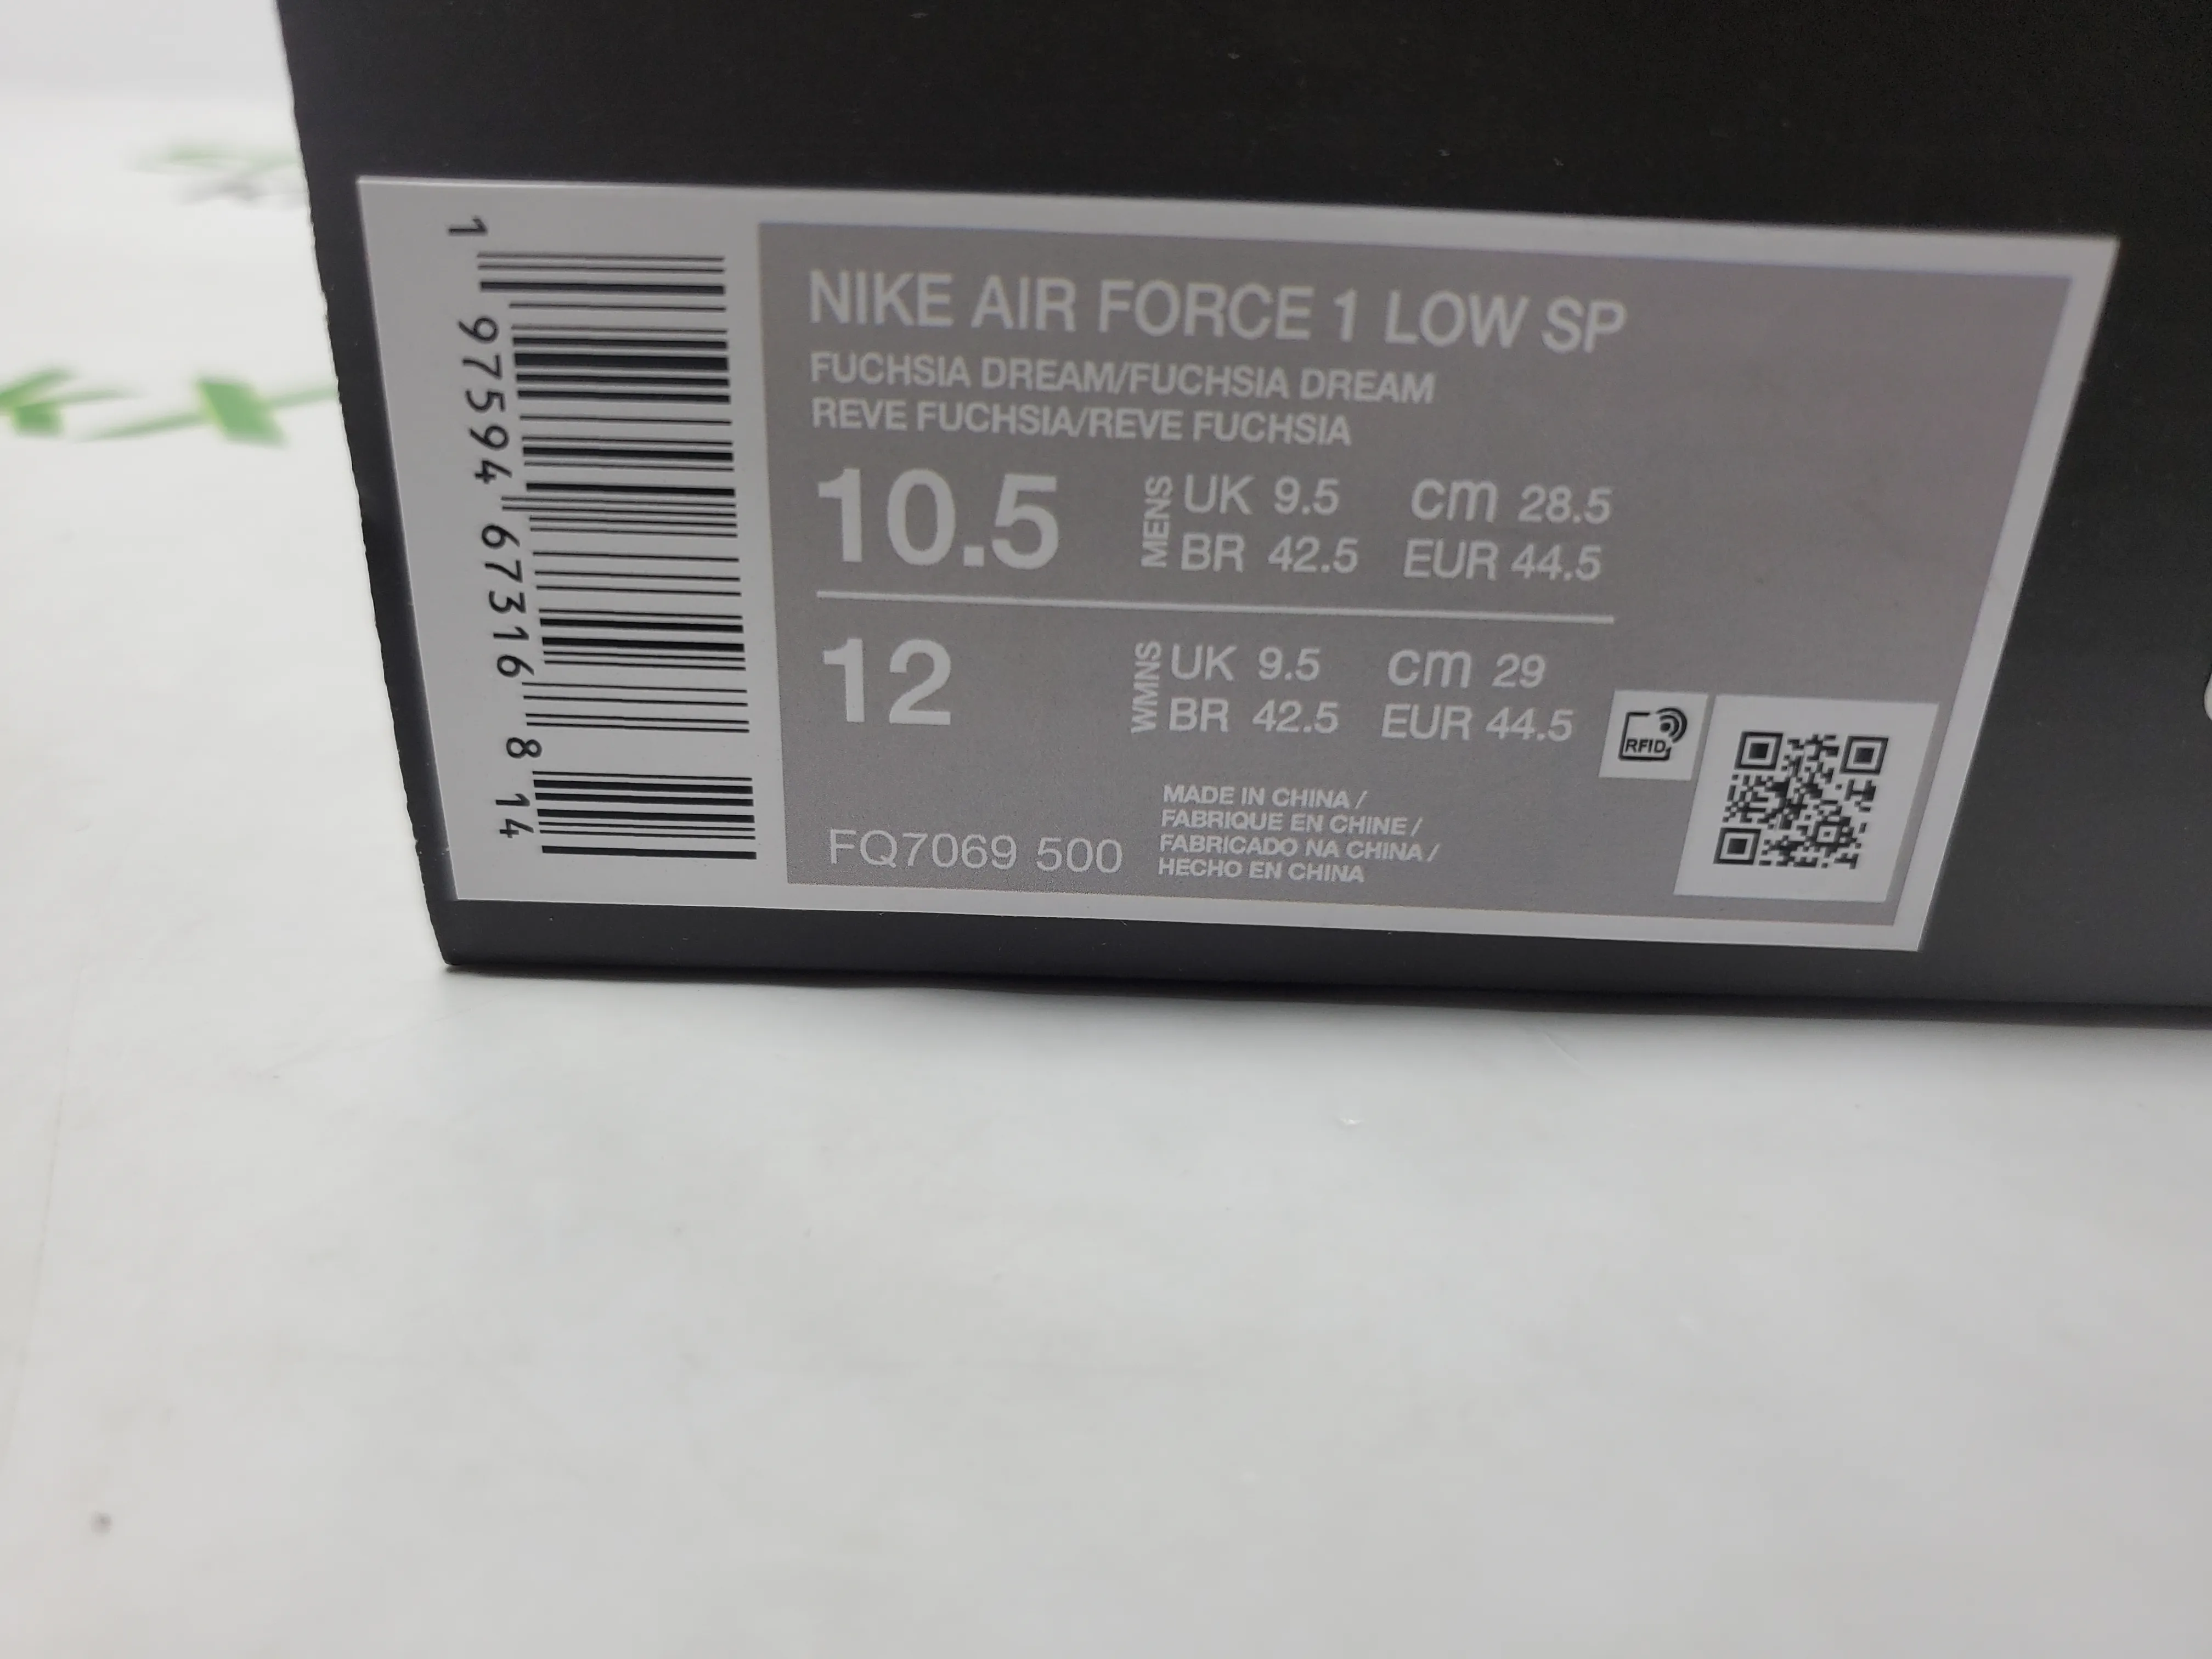 1 97594 67316 8 14
NIKE AIR FORCE 1 LOW SP
FUCHSIA DREAM/FUCHSIA DREAM
REVE FUCHSIA/REVE FUCHSIA
10.5 MENS UK 9.5 cm 28.5
BR 42.5 EUR 44.5
12 WMNS UK 9.5 cm 29
BR 42.5 EUR 44.5
RFID
MADE IN CHINA /
FABRIQUE EN CHINE /
FABRICADO NA CHINA /
HECHO EN CHINA
FQ7069 500